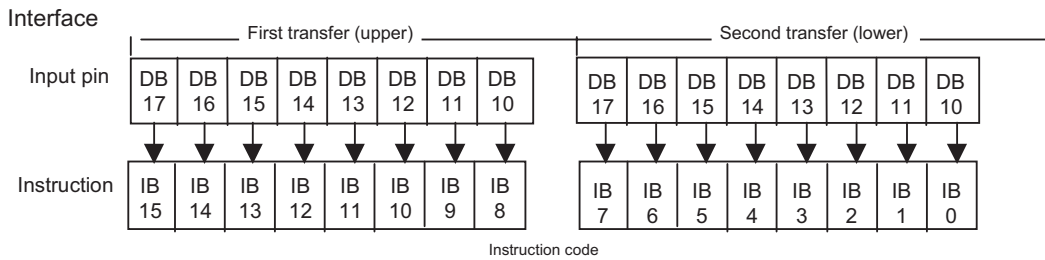 Interface
First transfer (upper) Second transfer (lower)
Input pin DB 17 DB 16 DB 15 DB 14 DB 13 DB 12 DB 11 DB 10 DB 17 DB 16 DB 15 DB 14 DB 13 DB 12 DB 11 DB 10
Instruction IB 15 IB 14 IB 13 IB 12 IB 11 IB 10 IB 9 IB 8 IB 7 IB 6 IB 5 IB 4 IB 3 IB 2 IB 1 IB 0
Instruction code